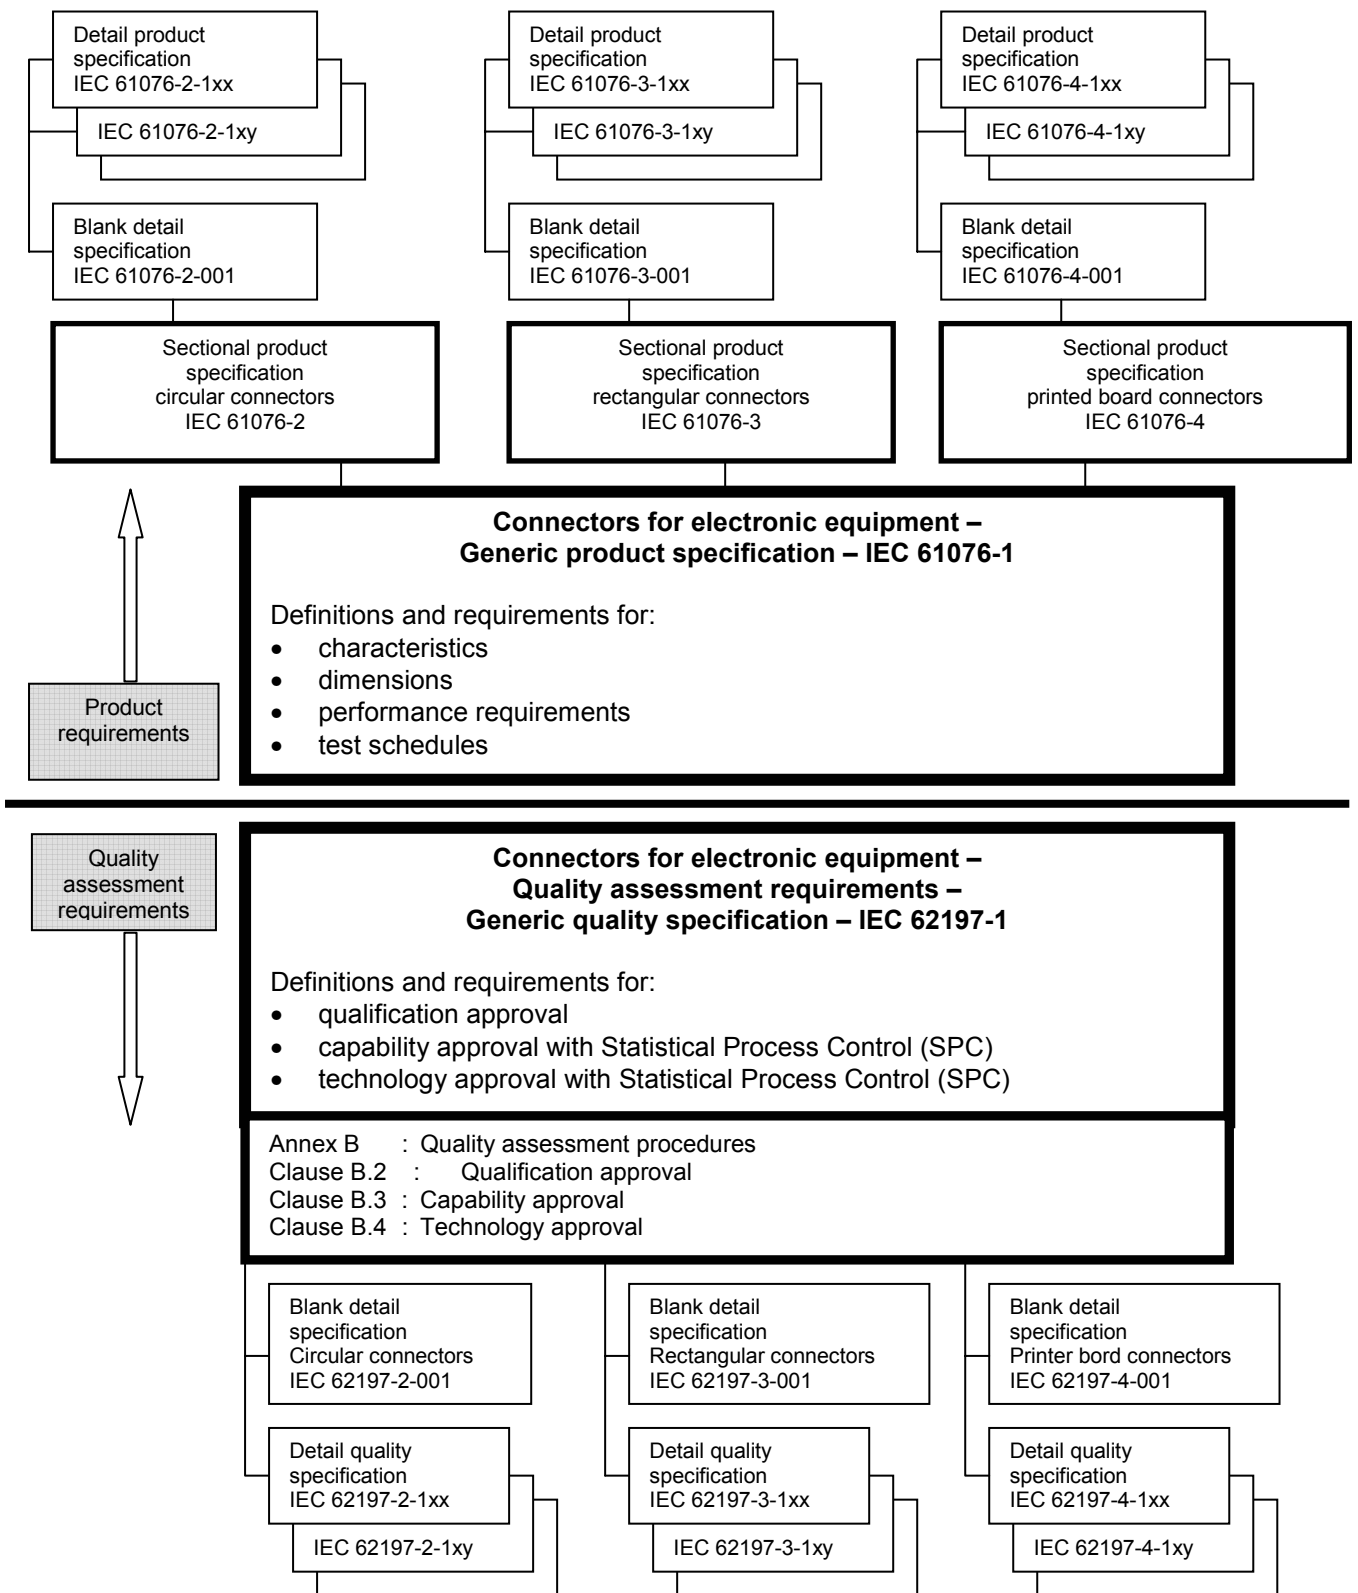 Detail product
specification
IEC 61076-2-1xx
IEC 61076-2-1xy
Detail product
specification
IEC 61076-3-1xx
IEC 61076-3-1xy
Detail product
specification
IEC 61076-4-1xx
IEC 61076-4-1xy
Blank detail
specification
IEC 61076-2-001
Blank detail
specification
IEC 61076-3-001
Blank detail
specification
IEC 61076-4-001
Sectional product
specification
circular connectors
IEC 61076-2
Sectional product
specification
rectangular connectors
IEC 61076-3
Sectional product
specification
printed board connectors
IEC 61076-4
Connectors for electronic equipment –
Generic product specification – IEC 61076-1
Definitions and requirements for:
• characteristics
• dimensions
• performance requirements
• test schedules
Product
requirements
Quality
assessment
requirements
Connectors for electronic equipment –
Quality assessment requirements –
Generic quality specification – IEC 62197-1
Definitions and requirements for:
• qualification approval
• capability approval with Statistical Process Control (SPC)
• technology approval with Statistical Process Control (SPC)
Annex B : Quality assessment procedures
Clause B.2 : Qualification approval
Clause B.3 : Capability approval
Clause B.4 : Technology approval
Blank detail
specification
Circular connectors
IEC 62197-2-001
Blank detail
specification
Rectangular connectors
IEC 62197-3-001
Blank detail
specification
Printer bord connectors
IEC 62197-4-001
Detail quality
specification
IEC 62197-2-1xx
IEC 62197-2-1xy
Detail quality
specification
IEC 62197-3-1xx
IEC 62197-3-1xy
Detail quality
specification
IEC 62197-4-1xx
IEC 62197-4-1xy